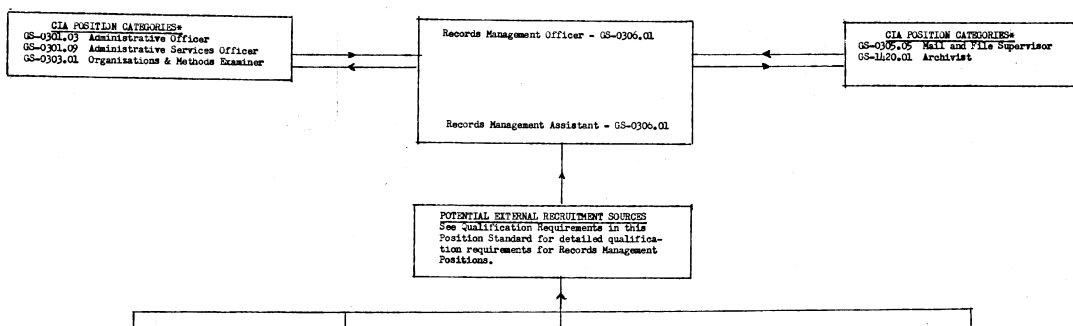 CIA POSITION CATEGORIES*
GS-0301.03 Administrative Officer
GS-0301.09 Administrative Services Officer
GS-0303.01 Organizations & Methods Examiner
Records Management Officer - GS-0306.01
Records Management Assistant - GS-0306.01
CIA POSITION CATEGORIES*
GS-0305.05 Mail and File Supervisor
GS-1420.01 Archivist
POTENTIAL EXTERNAL RECRUITMENT SOURCES
See Qualification Requirements in this
Position Standard for detailed qualifica-
tion requirements for Records Management
Positions.